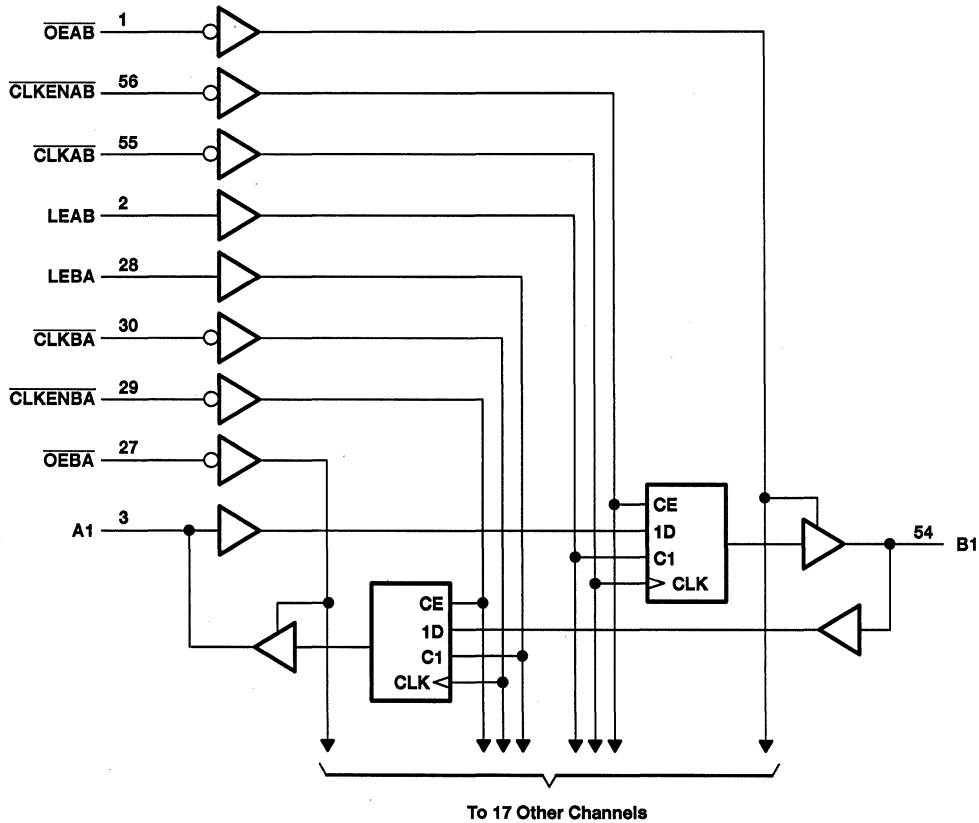 OEAB 1
CLKENAB 56
CLKAB 55
LEAB 2
LEBA 28
CLKBA 30
CLKENBA 29
OEBA 27
A1 3
CE
1D
C1
CLK
54 B1
CE
1D
C1
CLK
To 17 Other Channels